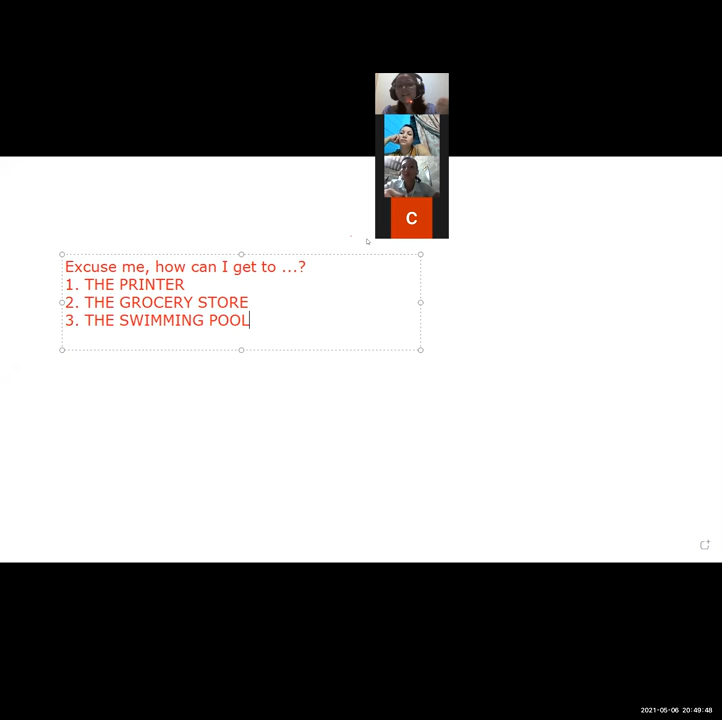 C
Excuse me, how can I get to ...?
1. THE PRINTER
2. THE GROCERY STORE
3. THE SWIMMING POOL
2021-05-06 20:49:48